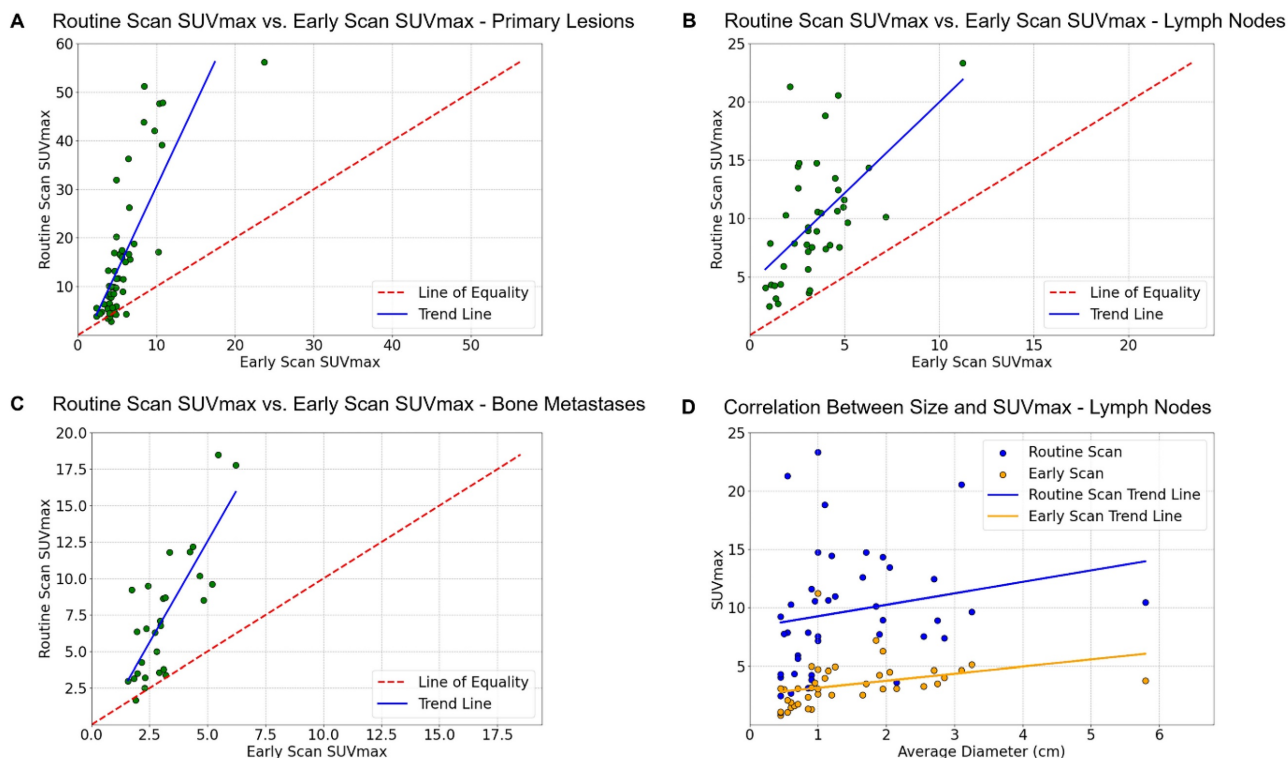 A Routine Scan SUVmax vs. Early Scan SUVmax - Primary Lesions
60
50
40
30
20
10
Routine Scan SUVmax
Line of Equality
Trend Line
0 10 20 30 40 50
Early Scan SUVmax
B Routine Scan SUVmax vs. Early Scan SUVmax - Lymph Nodes
25
20
15
10
5
Routine Scan SUVmax
Line of Equality
Trend Line
0 5 10 15 20
Early Scan SUVmax
C Routine Scan SUVmax vs. Early Scan SUVmax - Bone Metastases
20.0
17.5
15.0
12.5
10.0
7.5
5.0
2.5
Routine Scan SUVmax
Line of Equality
Trend Line
0.0 2.5 5.0 7.5 10.0 12.5 15.0 17.5
Early Scan SUVmax
D Correlation Between Size and SUVmax - Lymph Nodes
25
20
15
10
5
SUVmax
Routine Scan
Early Scan
Routine Scan Trend Line
Early Scan Trend Line
0 1 2 3 4 5 6
Average Diameter (cm)